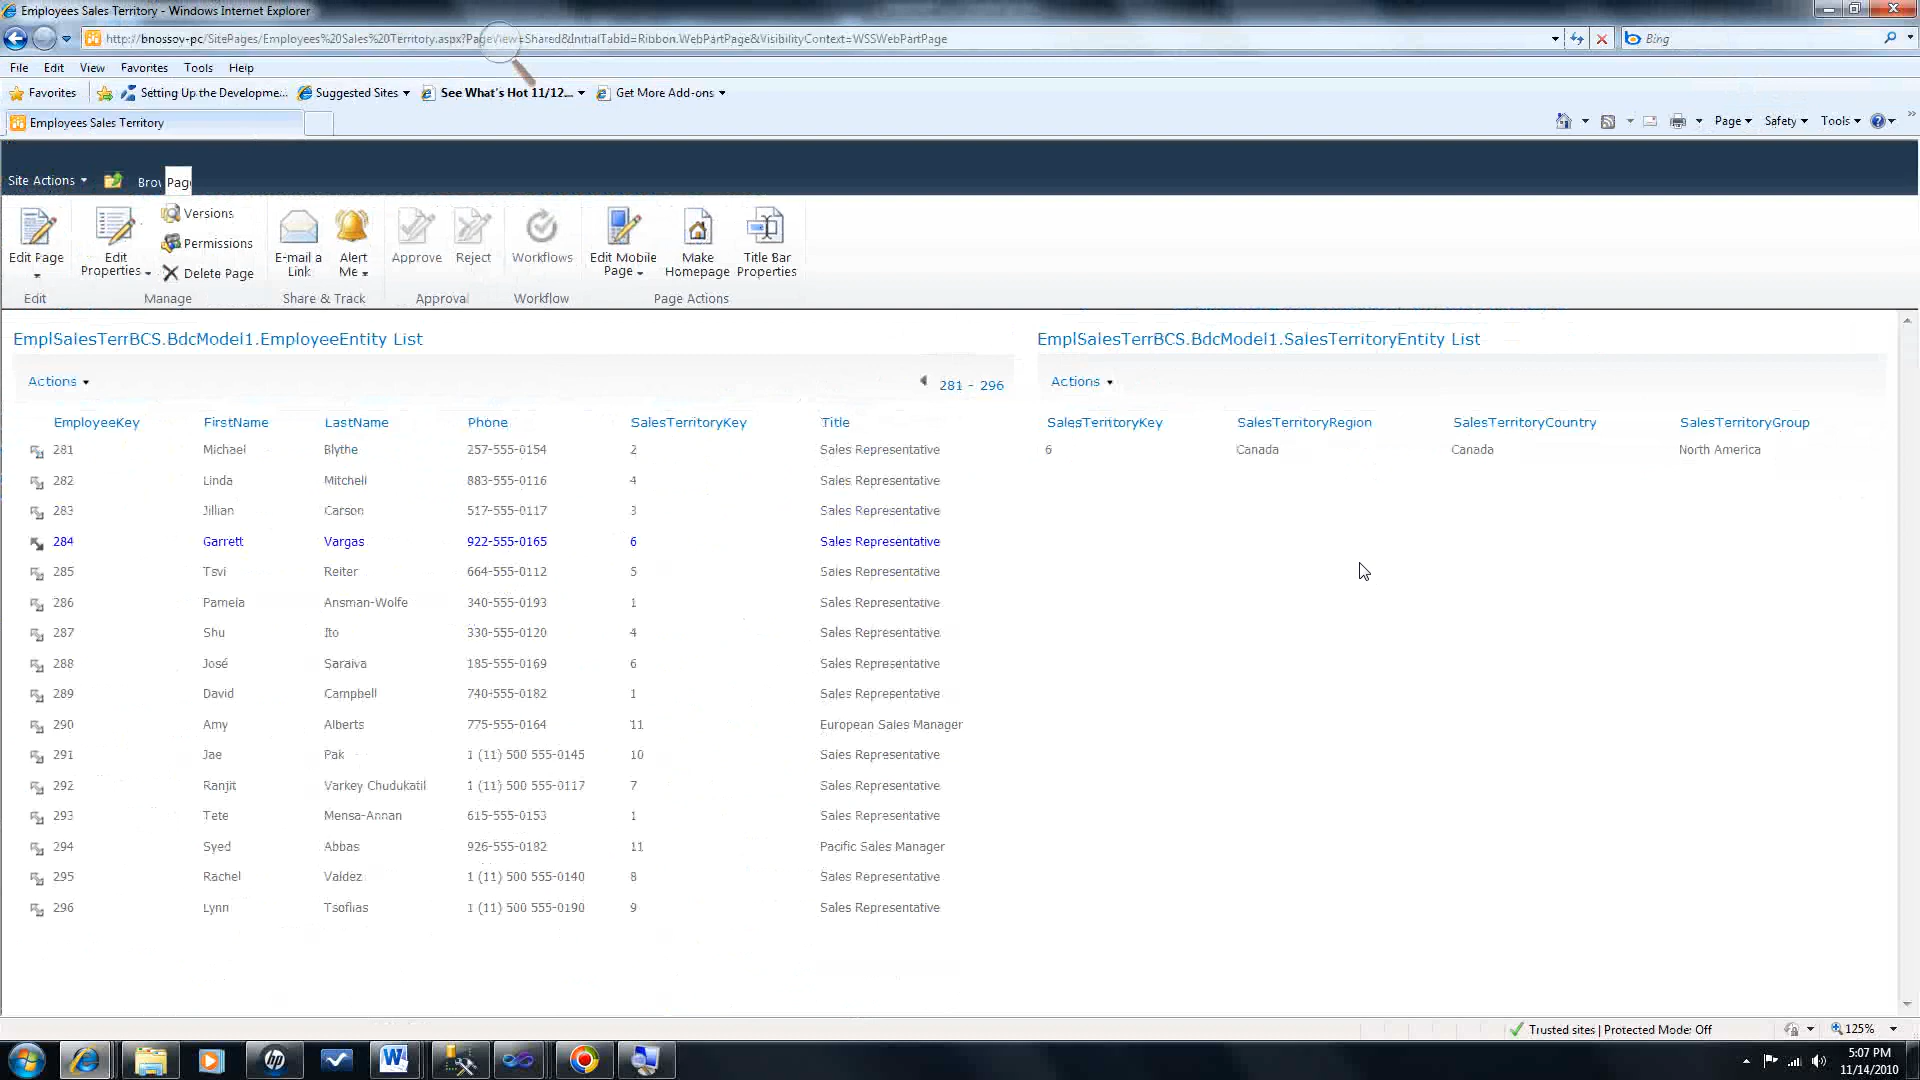 Employees Sales Territory - Windows Internet Explorer
http://bnossov-pc/SitePages/Employees%20Sales%20Territory.aspx?PageView=Shared&InitialTabId=Ribbon.WebPartPage&VisibilityContext=WSSWebPartPage
Bing
File Edit View Favorites Tools Help
Favorites Setting Up the Developme... Suggested Sites See What's Hot 11/12... Get More Add-ons
Employees Sales Territory
Page Safety Tools
Site Actions Brov Page
Edit Page
Edit Properties
Versions
Permissions
Delete Page
E-mail a Link
Alert Me
Approve
Reject
Workflows
Edit Mobile Page
Make Homepage
Title Bar Properties
Edit Manage Share & Track Approval Workflow Page Actions
EmplSalesTerrBCS.BdcModel1.EmployeeEntity List
Actions 281 - 296
EmployeeKey FirstName LastName Phone SalesTerritoryKey Title
281 Michael Blythe 257-555-0154 2 Sales Representative
282 Linda Mitchell 883-555-0116 4 Sales Representative
283 Jillian Carson 517-555-0117 3 Sales Representative
284 Garrett Vargas 922-555-0165 6 Sales Representative
285 Tsvi Reiter 664-555-0112 5 Sales Representative
286 Pamela Ansman-Wolfe 340-555-0193 1 Sales Representative
287 Shu Ito 330-555-0120 4 Sales Representative
288 José Saraiva 185-555-0169 6 Sales Representative
289 David Campbell 740-555-0182 1 Sales Representative
290 Amy Alberts 775-555-0164 11 European Sales Manager
291 Jae Pak 1 (11) 500 555-0145 10 Sales Representative
292 Ranjit Varkey Chudukatil 1 (11) 500 555-0117 7 Sales Representative
293 Tete Mensa-Annan 615-555-0153 1 Sales Representative
294 Syed Abbas 926-555-0182 11 Pacific Sales Manager
295 Rachel Valdez 1 (11) 500 555-0140 8 Sales Representative
296 Lynn Tsoflias 1 (11) 500 555-0190 9 Sales Representative
EmplSalesTerrBCS.BdcModel1.SalesTerritoryEntity List
Actions
SalesTerritoryKey SalesTerritoryRegion SalesTerritoryCountry SalesTerritoryGroup
6 Canada Canada North America
Trusted sites | Protected Mode: Off 125%
5:07 PM
11/14/2010